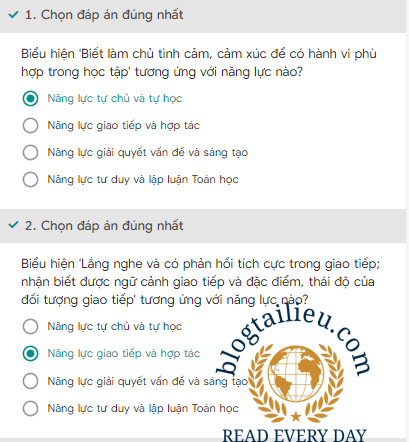 1. Chọn đáp án đúng nhất
Biểu hiện 'Biết làm chủ tình cảm, cảm xúc để có hành vi phù
hợp trong học tập' tương ứng với năng lực nào?
Năng lực tự chủ và tự học
Năng lực giao tiếp và hợp tác
Năng lực giải quyết vấn đề và sáng tạo
Năng lực tư duy và lập luận Toán học
2. Chọn đáp án đúng nhất
Biểu hiện 'Lắng nghe và có phản hồi tích cực trong giao tiếp;
nhận biết được ngữ cảnh giao tiếp và đặc điểm, thái độ của
đối tượng giao tiếp' tương ứng với năng lực nào?
Năng lực tự chủ và tự học
Năng lực giao tiếp và hợp tác
Năng lực giải quyết vấn đề và sáng tạo
Năng lực tư duy và lập luận Toán học
blogtailieu.com
READ EVERY DAY